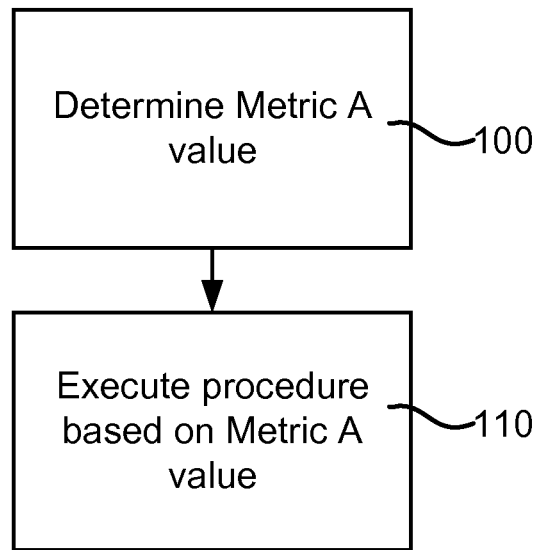 Determine Metric A
value
100
Execute procedure
based on Metric A
value
110